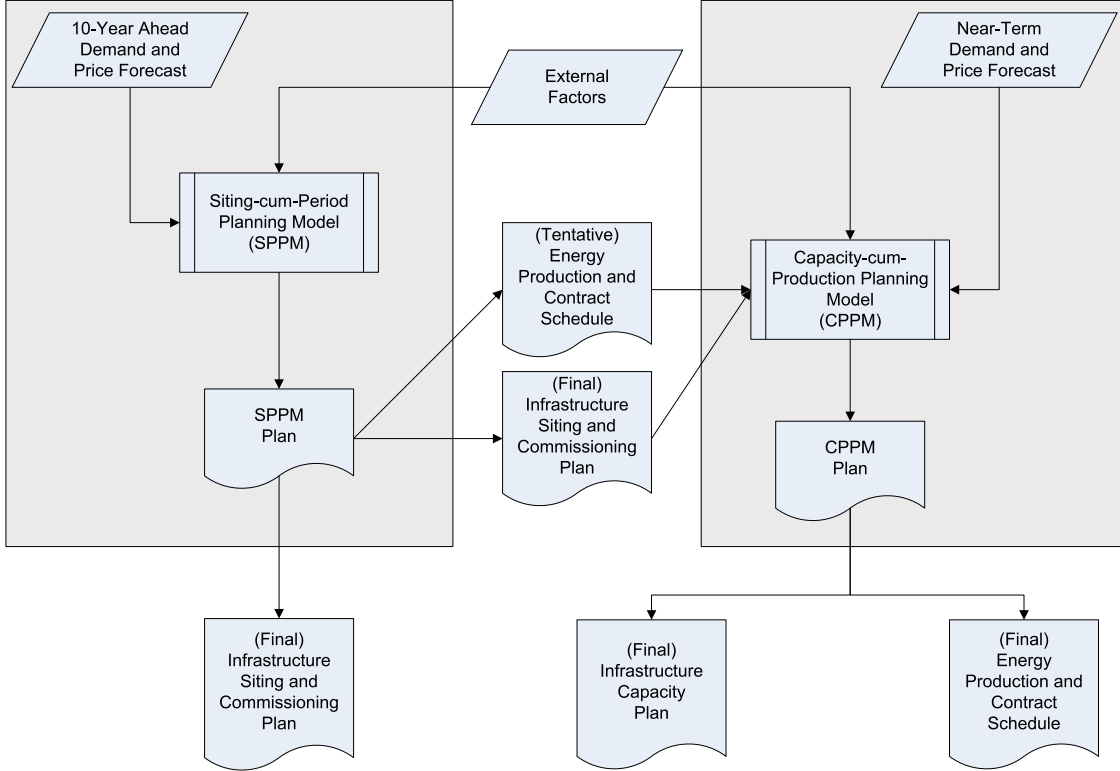 10-Year Ahead
Demand and
Price Forecast
External
Factors
Near-Term
Demand and
Price Forecast
Siting-cum-Period
Planning Model
(SPPM)
(Tentative)
Energy
Production and
Contract
Schedule
Capacity-cum-
Production Planning
Model
(CPPM)
SPPM
Plan
(Final)
Infrastructure
Siting and
Commissioning
Plan
CPPM
Plan
(Final)
Infrastructure
Siting and
Commissioning
Plan
(Final)
Infrastructure
Capacity
Plan
(Final)
Energy
Production and
Contract
Schedule